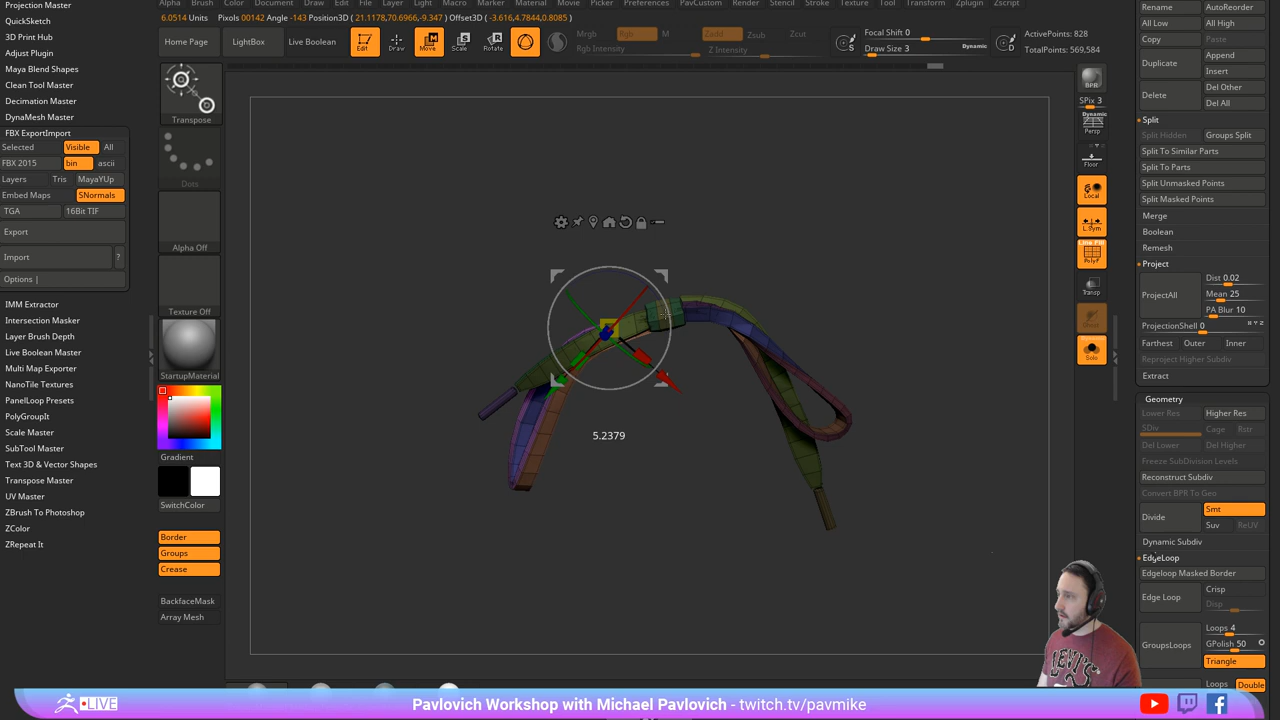 Projection Master
QuickSketch
3D Print Hub
Adjust Plugin
Maya Blend Shapes
Clean Tool Master
Decimation Master
DynaMesh Master
FBX ExportImport
Selected Visible All
FBX 2015 bin ascii
Layers Tris MayaYUp
Embed Maps SNormals
TGA 16Bit TIF
Export
Import ?
Options |
IMM Extractor
Intersection Masker
Layer Brush Depth
Live Boolean Master
Multi Map Exporter
NanoTile Textures
PanelLoop Presets
PolyGroupIt
Scale Master
SubTool Master
Text 3D & Vector Shapes
Transpose Master
UV Master
ZBrush To Photoshop
ZColor
ZRepeat It
Alpha Brush Color Document Draw Edit File Layer Light Macro Marker Material Movie Picker Preferences PavCustom Render Stencil Stroke Texture Tool Transform Zplugin Zscript
6.0514 Units Pixels 00142 Angle -143 Position3D ( 21.1178,70.6966,-9.347) Offset3D ( -3.616,4.7844,0.8085)
Home Page LightBox Live Boolean Edit Draw Move Scale Rotate
Mrgb Rgb M
Rgb Intensity
Zadd Zsub Zcut
Z Intensity
S
Focal Shift 0
Draw Size 3 Dynamic
D
ActivePoints: 828
TotalPoints: 569,584
Transpose
Dots
Alpha Off
Texture Off
StartupMaterial
Gradient
SwitchColor
Border
Groups
Crease
BackfaceMask
Array Mesh
5.2379
BPR
SPix 3
Dynamic
Persp
Floor
Local
L.Sym
Line Fill
Polyf
Transp
Ghost
Solo
Rename AutoReorder
All Low All High
Copy Paste
Duplicate Append
Insert
Delete Del Other
Del All
Split
Split Hidden Groups Split
Split To Similar Parts
Split To Parts
Split Unmasked Points
Split Masked Points
Merge
Boolean
Remesh
Project
ProjectAll Dist 0.02
Mean 25
PA Blur 10
ProjectionShell 0
Farthest Outer Inner
Reproject Higher Subdiv
Extract
Geometry
Lower Res Higher Res
SDiv Cage Rstr
Del Lower Del Higher
Freeze SubDivision Levels
Reconstruct Subdiv
Convert BPR To Geo
Divide Smt
Suv ReUV
Dynamic Subdiv
EdgeLoop
Edgeloop Masked Border
Edge Loop Crisp
Disp
GroupsLoops Loops 4
GPolish 50
Triangle
Loops Double
LEVI'S
LIVE
Pavlovich Workshop with Michael Pavlovich - twitch.tv/pavmike